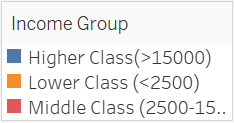 Income Group
Higher Class(>15000)
Lower Class (<2500)
Middle Class (2500-15..